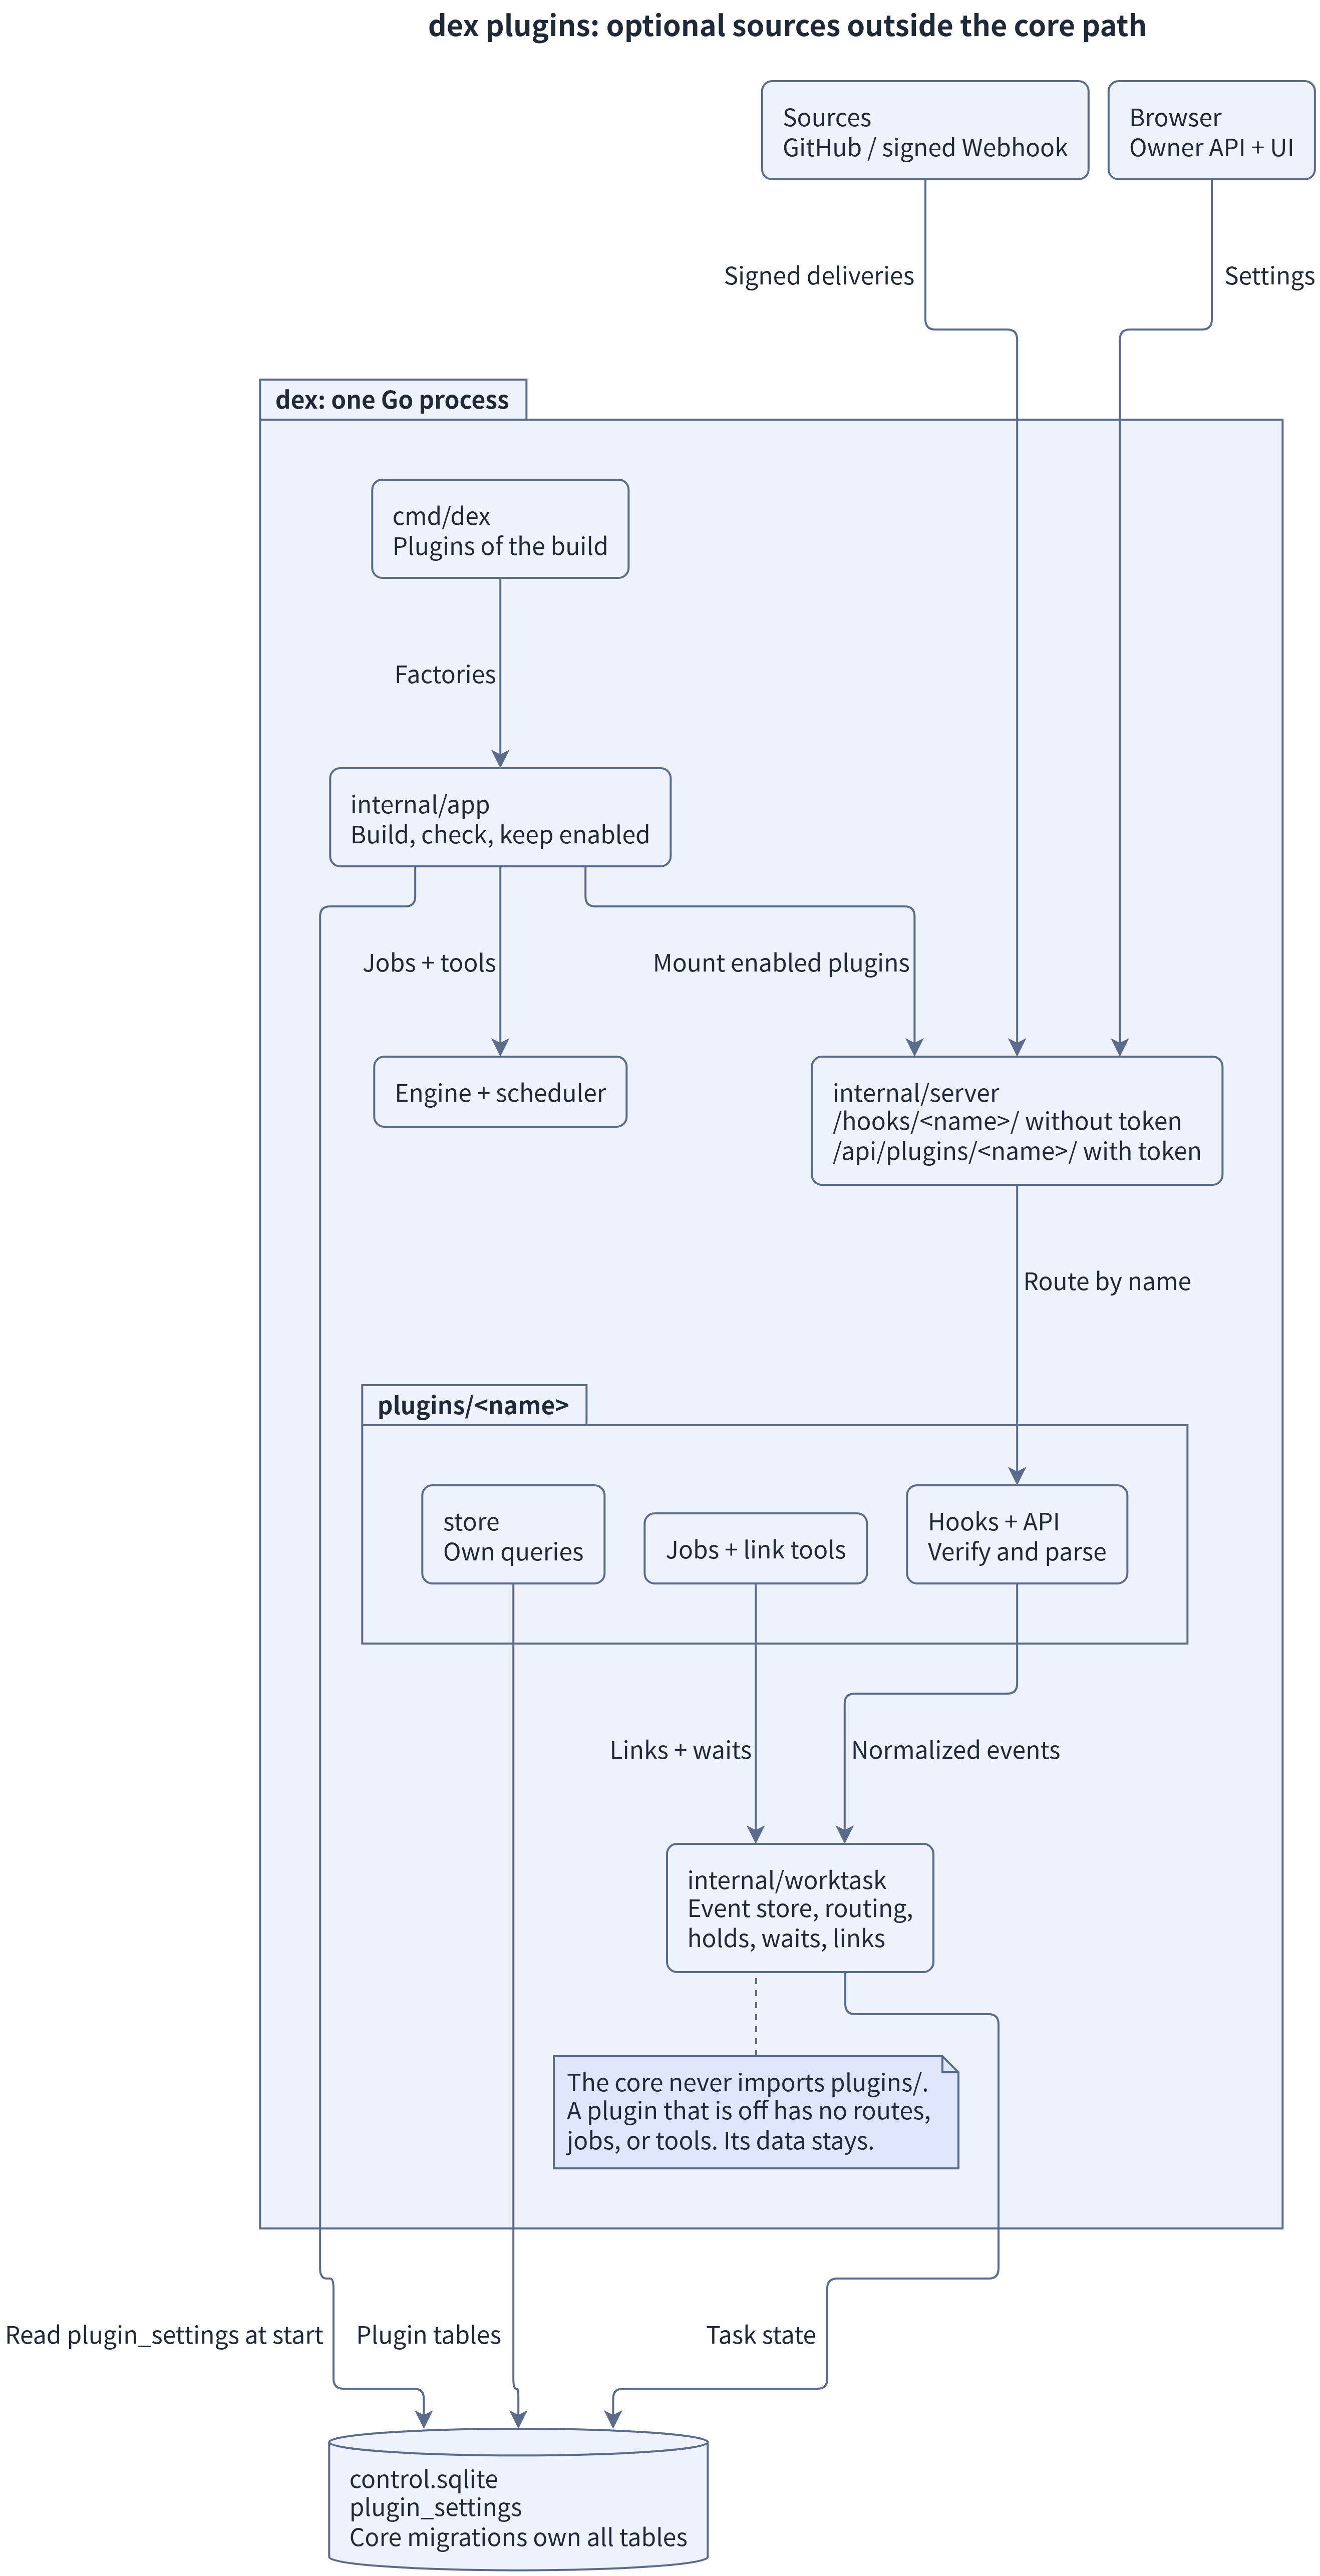 dex plugins: optional sources outside the core path
Sources
GitHub / signed Webhook
Browser
Owner API + UI
Signed deliveries
Settings
dex: one Go process
cmd/dex
Plugins of the build
Factories
internal/app
Build, check, keep enabled
Jobs + tools
Mount enabled plugins
Engine + scheduler
internal/server
/hooks/<name>/ without token
/api/plugins/<name>/ with token
Route by name
plugins/<name>
store
Own queries
Jobs + link tools
Hooks + API
Verify and parse
Links + waits
Normalized events
internal/worktask
Event store, routing,
holds, waits, links
The core never imports plugins/.
A plugin that is off has no routes,
jobs, or tools. Its data stays.
Read plugin_settings at start
Plugin tables
Task state
control.sqlite
plugin_settings
Core migrations own all tables